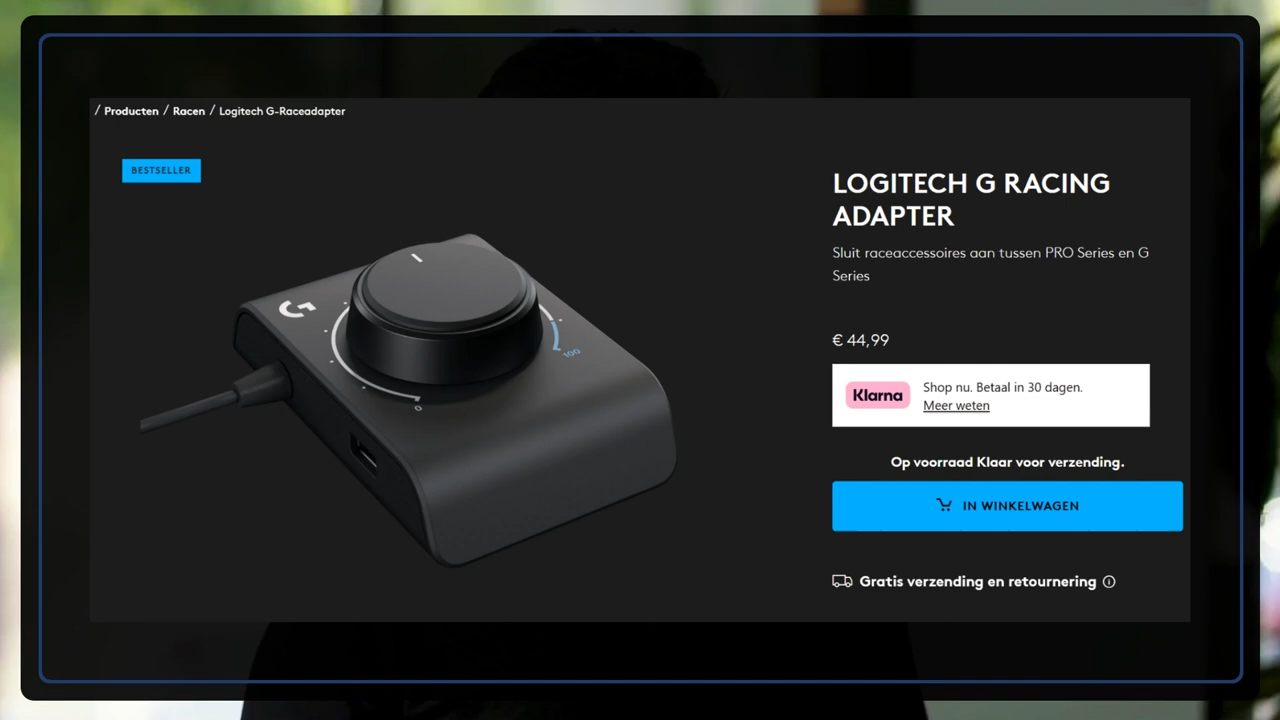 / Producten / Racen / Logitech G-Raceadapter
BESTSELLER
LOGITECH G RACING
ADAPTER
Sluit raceaccessoires aan tussen PRO Series en G
Series
€ 44,99
Klarna
Shop nu. Betaal in 30 dagen.
Meer weten
Op voorraad Klaar voor verzending.
IN WINKELWAGEN
Gratis verzending en retournering
0
100